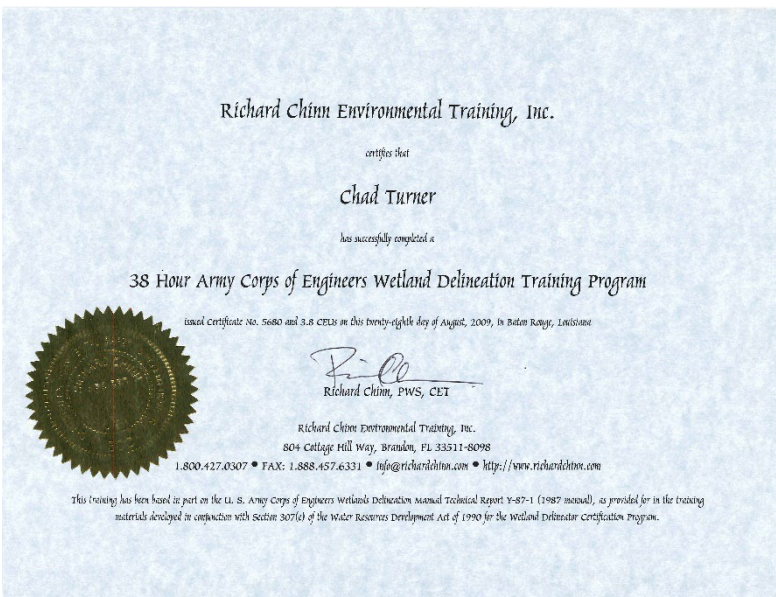 Richard Chinn Environmental Training, Inc.
certifies that
Chad Turner
has successfully completed a
38 Hour Army Corps of Engineers Wetland Delineation Training Program
issued Certificate No. 5680 and 3.8 CEUs on this twenty-eighth day of August, 2009, in Baton Rouge, Louisiana
Richard Chinn, PWS, CET
Richard Chinn Environmental Training, Inc.
804 Cottage Hill Way, Brandon, FL 33511-8098
1.800.427.0307 ● FAX: 1.888.457.6331 ● info@richardchinn.com ● http://www.richardchinn.com
This training has been based in part on the U. S. Army Corps of Engineers Wetlands Delineation Manual Technical Report Y-87-1 (1987 manual), as provided for in the training
materials developed in conjunction with Section 307(e) of the Water Resources Development Act of 1990 for the Wetland Delineator Certification Program.